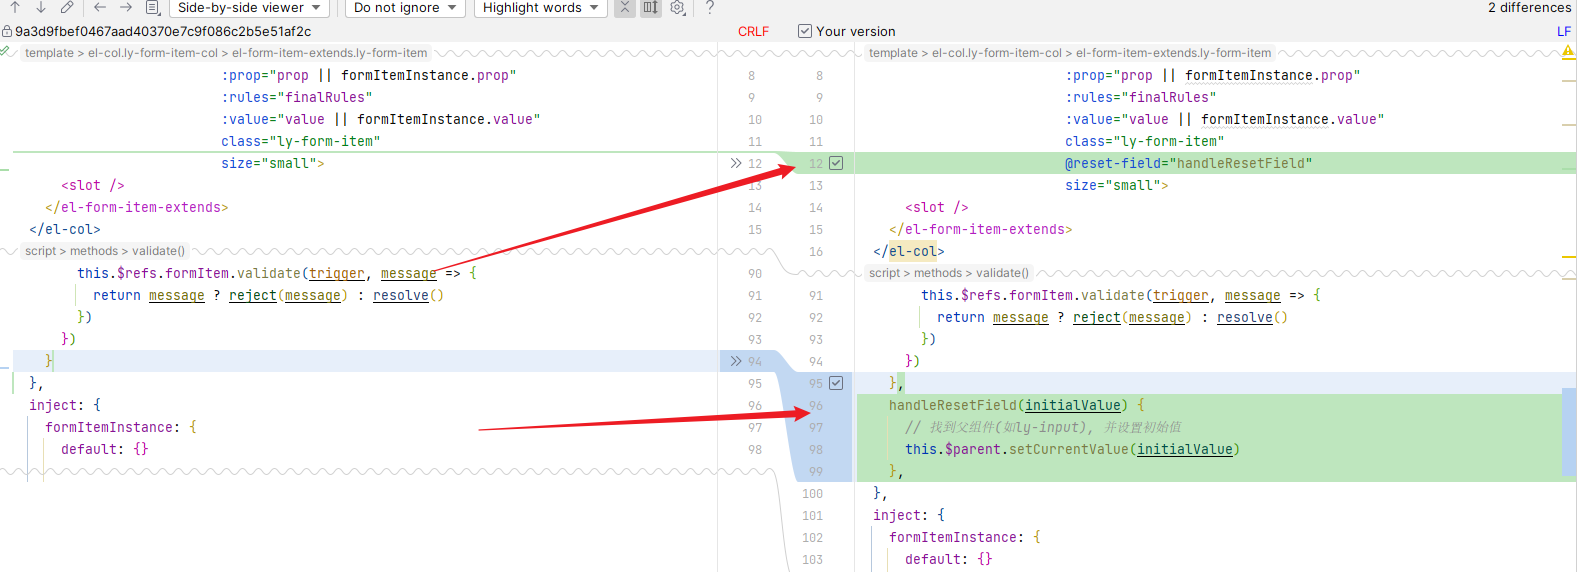 Side-by-side viewer Do not ignore Highlight words ? 2 differences
9a3d9fbef0467aad40370e7c9f086c2b5e51af2c CRLF Your version LF
template > el-col.ly-form-item-col > el-form-item-extends.ly-form-item
:prop="prop || formItemInstance.prop" 8
:rules="finalRules" 9
:value="value || formItemInstance.value" 10
class="ly-form-item" 11
size="small"> 12
<slot /> 13
</el-form-item-extends> 14
</el-col> 15
script > methods > validate()
this.$refs.formItem.validate(trigger, message => { 90
return message ? reject(message) : resolve() 91
}) 92
}) 93
} 94
}, 95
inject: { 96
formItemInstance: { 97
default: {} 98
template > el-col.ly-form-item-col > el-form-item-extends.ly-form-item
8 :prop="prop || formItemInstance.prop"
9 :rules="finalRules"
10 :value="value || formItemInstance.value"
11 class="ly-form-item"
12 @reset-field="handleResetField"
13 size="small">
14 <slot />
15 </el-form-item-extends>
16 </el-col>
script > methods > validate()
91 this.$refs.formItem.validate(trigger, message => {
92 return message ? reject(message) : resolve()
93 })
94 })
95 },
96 handleResetField(initialValue) {
97 // 找到父组件(如ly-input), 并设置初始值
98 this.$parent.setCurrentValue(initialValue)
99 },
100 },
101 inject: {
102 formItemInstance: {
103 default: {}